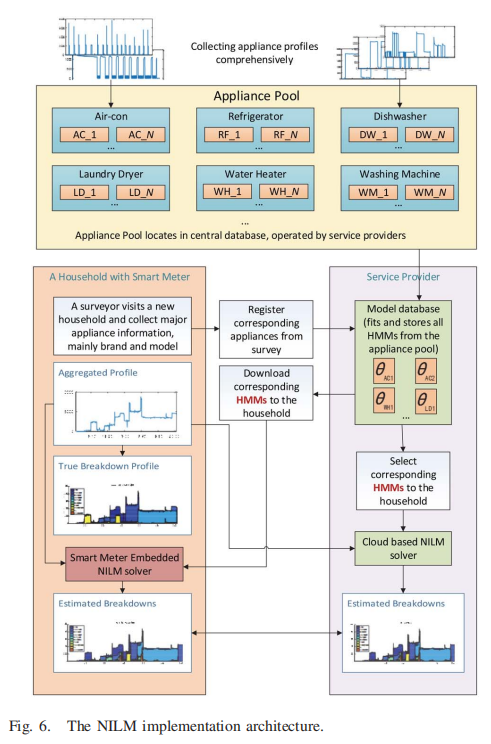 Collecting appliance profiles
comprehensively
Appliance Pool
Air-con
AC_1 AC_N
...
Refrigerator
RF_1 RF_N
...
Dishwasher
DW_1 DW_N
...
Laundry Dryer
LD_1 LD_N
...
Water Heater
WH_1 WH_N
...
Washing Machine
WM_1 WM_N
...
...
Appliance Pool locates in central database, operated by service providers
A Household with Smart Meter
A surveyor visits a new
household and collect major
appliance information,
mainly brand and model
Register
corresponding
appliances from
survey
Service Provider
Model database
(fits and stores all
HMMs from the
appliance pool)
θ AC1 θ AC2
θ WH1 θ LD1
...
Download
corresponding
HMMs to the
household
Aggregated Profile
True Breakdown Profile
Select
corresponding
HMMs to the
household
Smart Meter Embedded
NILM solver
Cloud based NILM
solver
Estimated Breakdowns
Estimated Breakdowns
Fig. 6. The NILM implementation architecture.